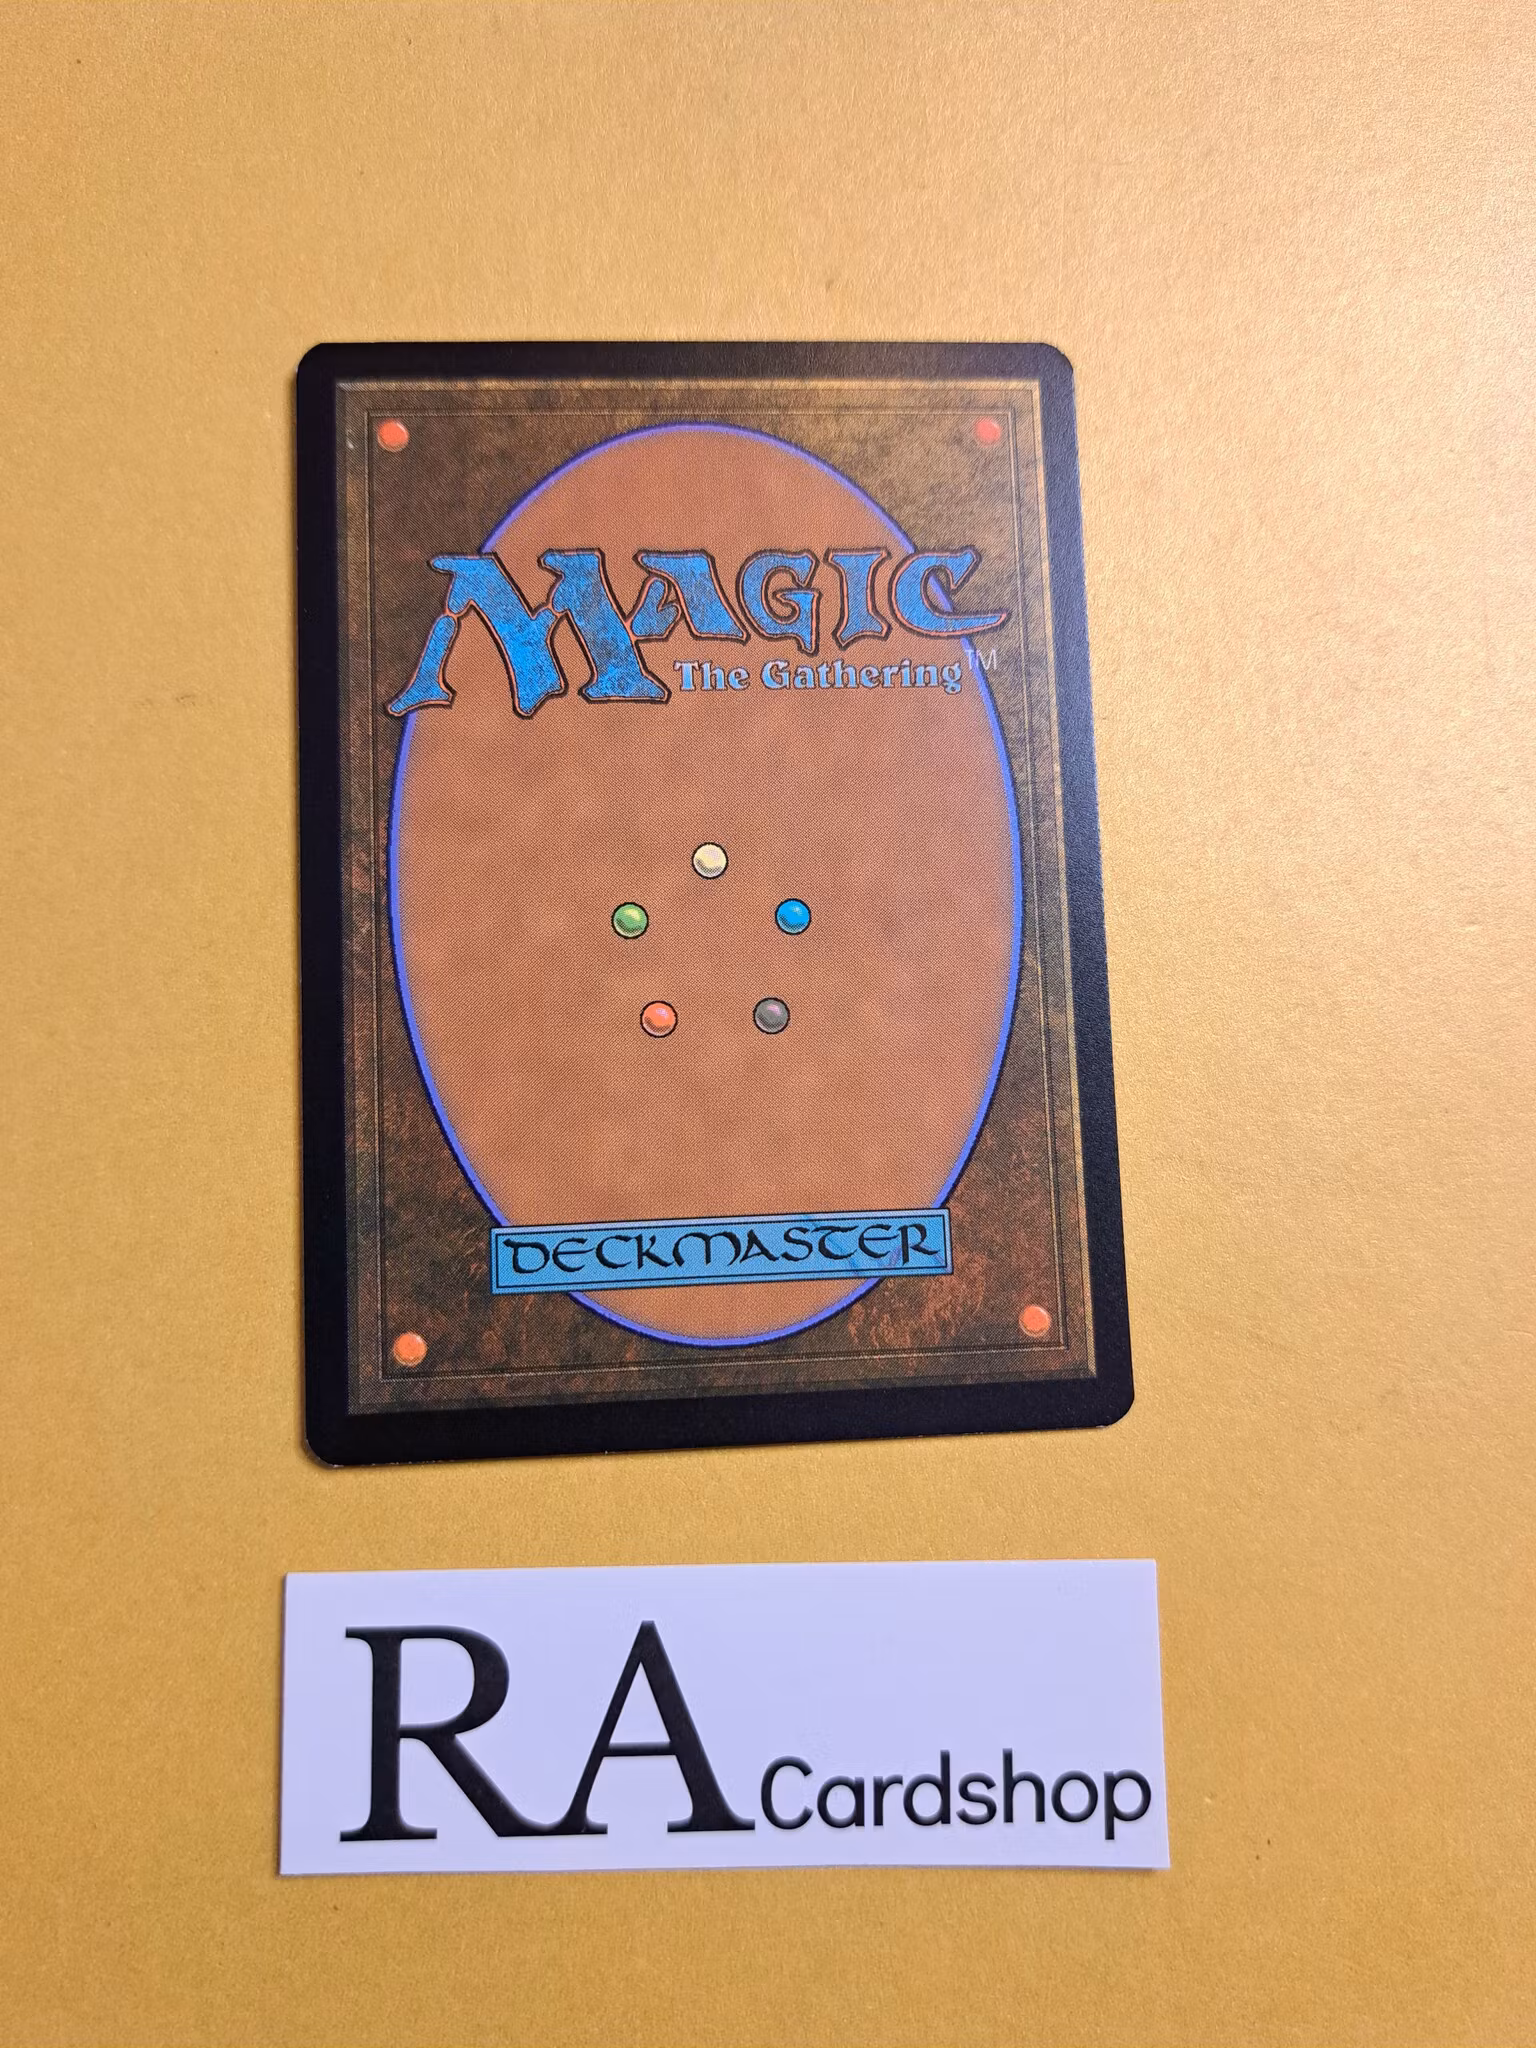 MAGIC
The Gathering™
DECKMASTER
RA Cardshop